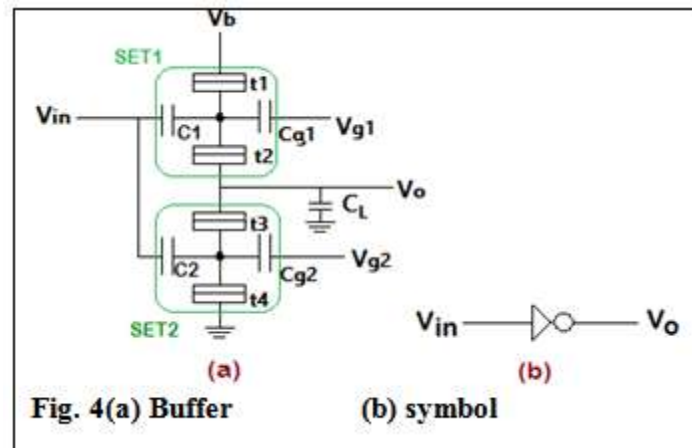 Vb
SET1
t1
Vin
C1
Cg1
Vg1
t2
Vo
CL
t3
C2
Cg2
Vg2
t4
SET2
Vin
Vo
(a)
(b)
Fig. 4(a) Buffer (b) symbol